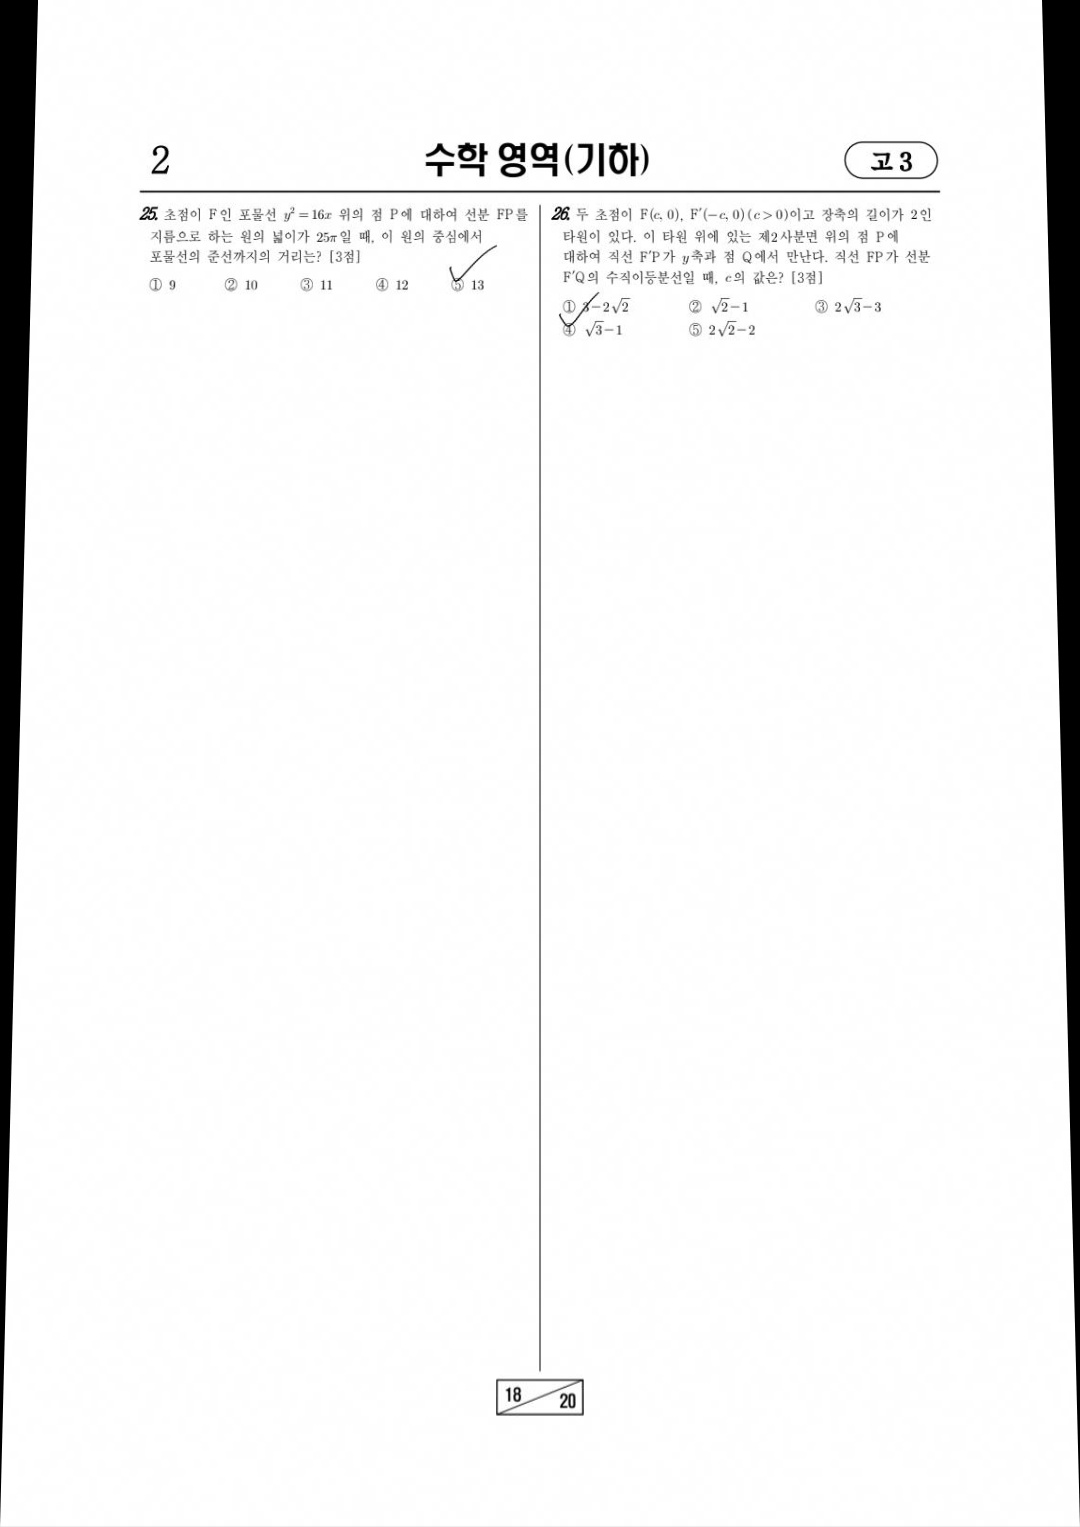 2
수학 영역(기하)
고 3
25. 초점이 F인 포물선 y² = 16x 위의 점 P에 대하여 선분 FP를
지름으로 하는 원의 넓이가 25π일 때, 이 원의 중심에서
포물선의 준선까지의 거리는? [3점]
① 9 ② 10 ③ 11 ④ 12 ⑤ 13
26. 두 초점이 F(c, 0), F′(−c, 0)(c > 0)이고 장축의 길이가 2인
타원이 있다. 이 타원 위에 있는 제2사분면 위의 점 P에
대하여 직선 F′P가 y축과 점 Q에서 만난다. 직선 FP가 선분
F′Q의 수직이등분선일 때, c의 값은? [3점]
① 3−2√2 ② √2−1 ③ 2√3−3
④ √3−1 ⑤ 2√2−2
18 20